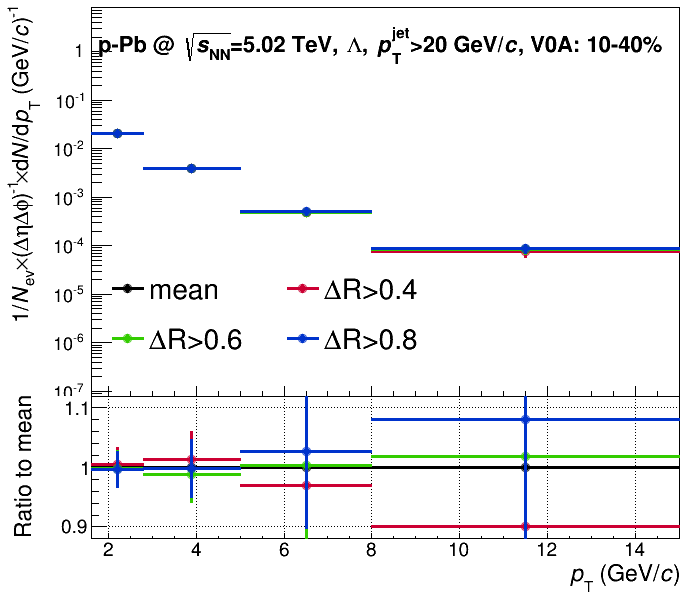 p-Pb @ √sNN=5.02 TeV, Λ, pTjet>20 GeV/c, V0A: 10-40%
1/Nev×(ΔηΔϕ)-1×dN/dpT (GeV/c)-1
1
10-1
10-2
10-3
10-4
10-5
10-6
10-7
mean
ΔR>0.4
ΔR>0.6
ΔR>0.8
Ratio to mean
1.1
1
0.9
2 4 6 8 10 12 14
pT (GeV/c)